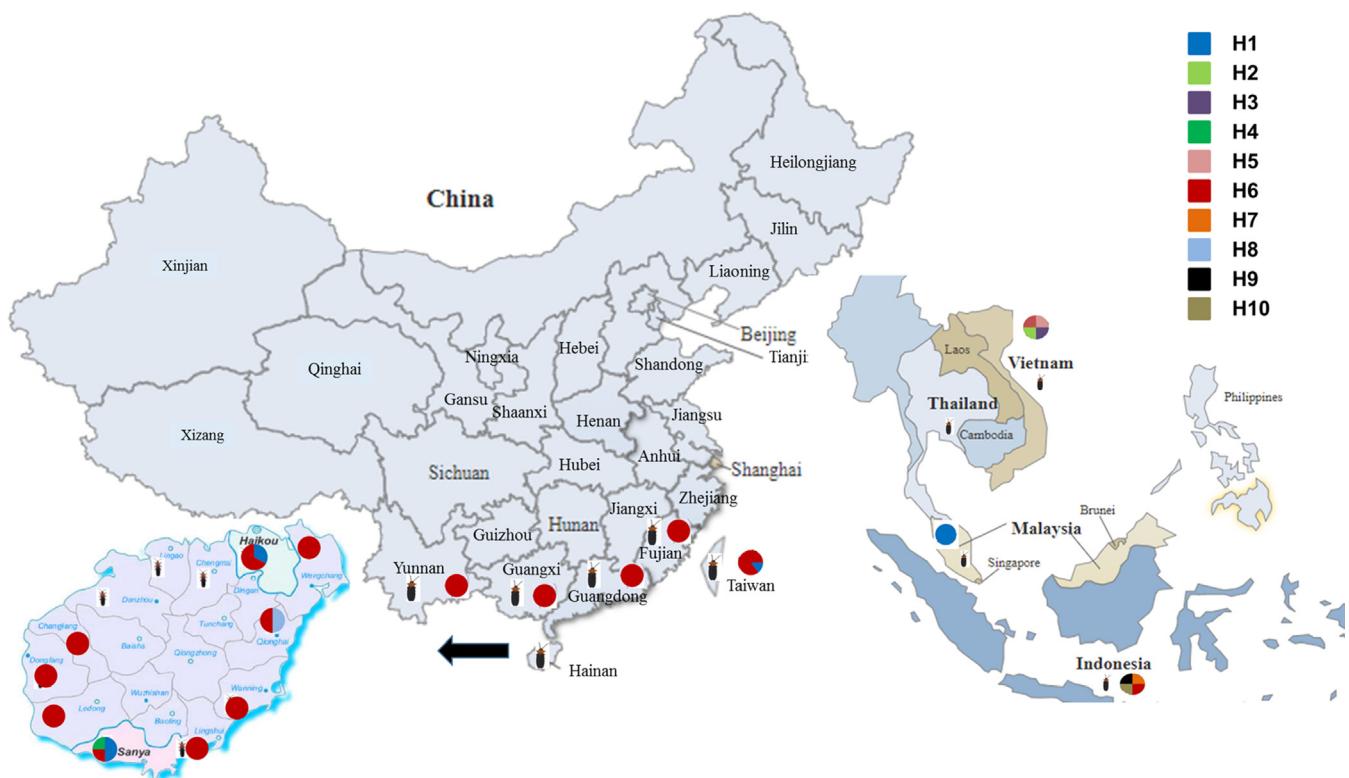 H1
H2
H3
H4
H5
H6
H7
H8
H9
H10
China
Heilongjiang
Jilin
Liaoning
Xinjian
Beijing
Tianji
Hebei
Ningxia
Qinghai
Shandong
Gansu
Shaanxi
Henan
Jiangsu
Xizang
Anhui
Shanghai
Sichuan
Hubei
Zhejiang
Jiangxi
Hunan
Guizhou
Fujian
Yunnan
Guangxi
Guangdong
Taiwan
Hainan
Haikou
Lingao
Chengmai
Wengchang
Dingan
Danzhou
Tunchang
Changjiang
Baisha
Qionghai
Qiongzhong
Dongfang
Wuzhishan
Wanning
Ledong
Baoting
Lingshui
Sanya
Laos
Vietnam
Thailand
Cambodia
Philippines
Brunei
Malaysia
Singapore
Indonesia